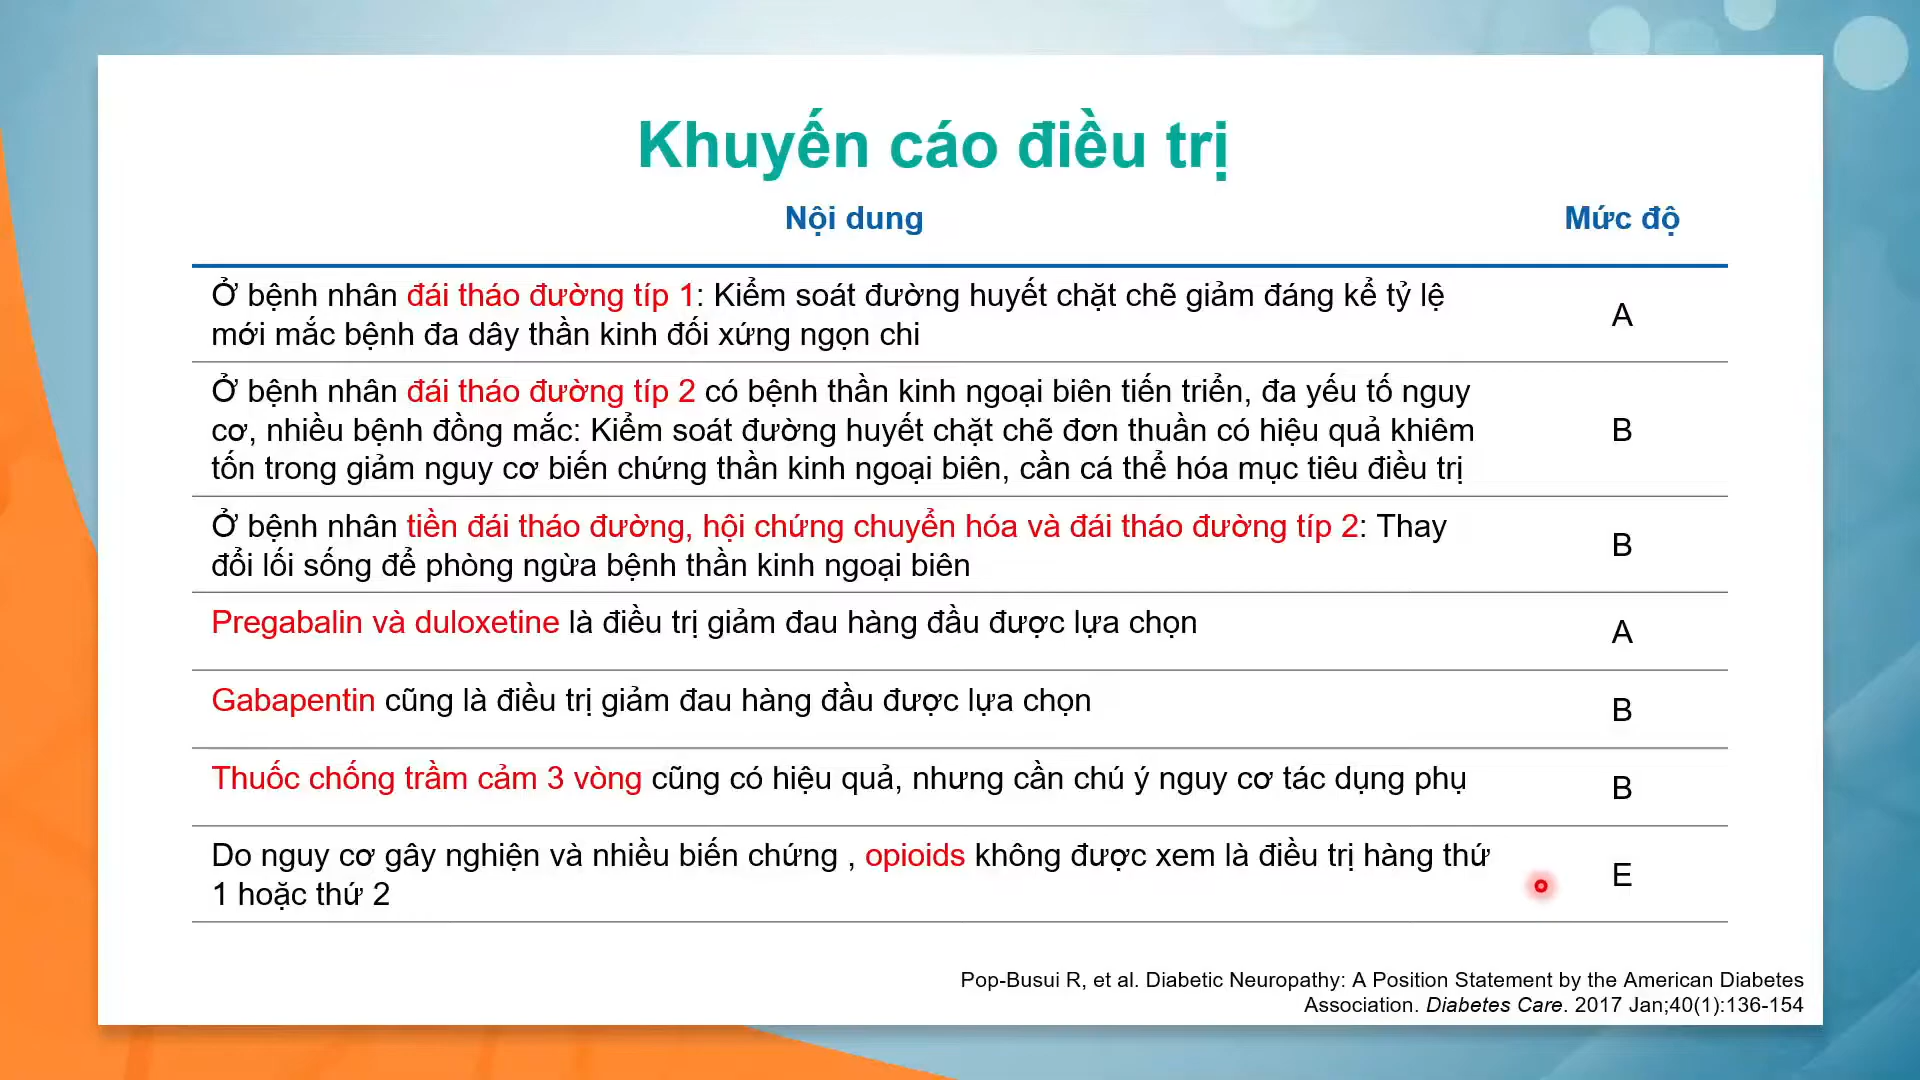 Khuyến cáo điều trị
Nội dung
Mức độ
Ở bệnh nhân đái tháo đường típ 1: Kiểm soát đường huyết chặt chẽ giảm đáng kể tỷ lệ
mới mắc bệnh đa dây thần kinh đối xứng ngọn chi
A
Ở bệnh nhân đái tháo đường típ 2 có bệnh thần kinh ngoại biên tiến triển, đa yếu tố nguy
cơ, nhiều bệnh đồng mắc: Kiểm soát đường huyết chặt chẽ đơn thuần có hiệu quả khiêm
tốn trong giảm nguy cơ biến chứng thần kinh ngoại biên, cần cá thể hóa mục tiêu điều trị
B
Ở bệnh nhân tiền đái tháo đường, hội chứng chuyển hóa và đái tháo đường típ 2: Thay
đổi lối sống để phòng ngừa bệnh thần kinh ngoại biên
B
Pregabalin và duloxetine là điều trị giảm đau hàng đầu được lựa chọn
A
Gabapentin cũng là điều trị giảm đau hàng đầu được lựa chọn
B
Thuốc chống trầm cảm 3 vòng cũng có hiệu quả, nhưng cần chú ý nguy cơ tác dụng phụ
B
Do nguy cơ gây nghiện và nhiều biến chứng , opioids không được xem là điều trị hàng thứ
1 hoặc thứ 2
E
Pop-Busui R, et al. Diabetic Neuropathy: A Position Statement by the American Diabetes
Association. Diabetes Care. 2017 Jan;40(1):136-154